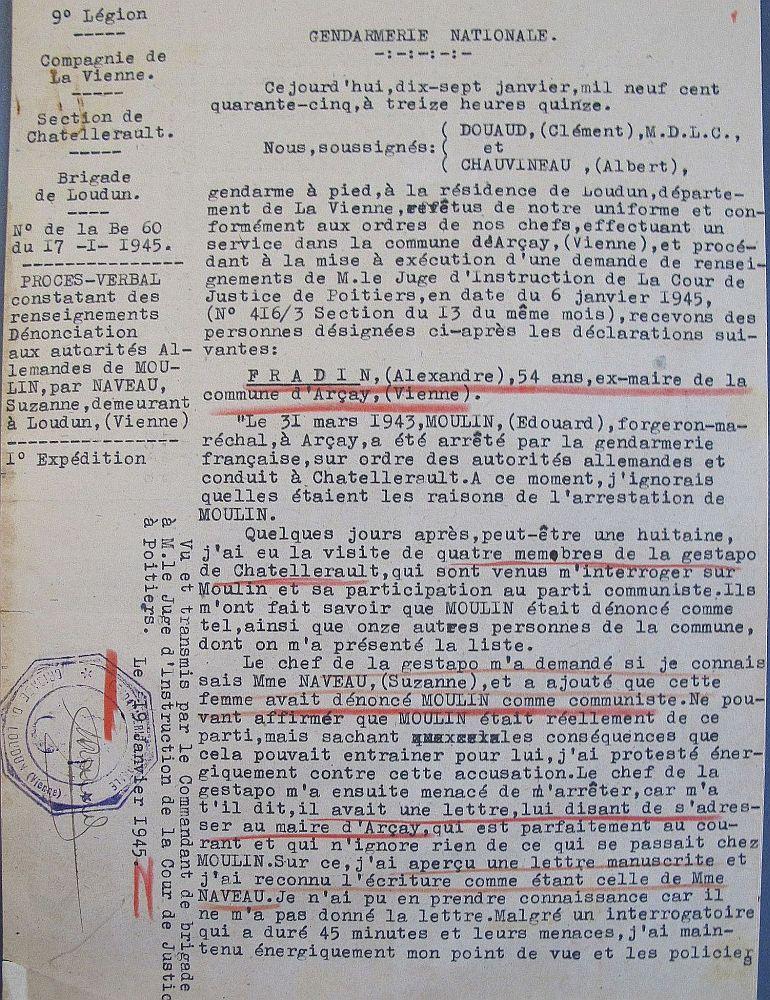 9º Légion
-----
Compagnie de
La Vienne.
-----
Section de
Chatellerault.
-----
Brigade
de Loudun.
----
Nº de la Be 60
du 17 -I- 1945.
----------------
PROCES-VERBAL
constatant des
renseignements
Dénonciation
aux autorités Al-
lemandes de MOU-
LIN,par NAVEAU,
Suzanne,demeurant
à Loudun,(Vienne)
----------------
1º Expédition
GENDARMERIE NATIONALE.
-:-:-:-:-
Cejourd'hui,dix-sept janvier,mil neuf cent
quarante-cinq,à treize heures quinze.
( DOUAUD,(Clément),M.D.L.C.,
Nous,soussignés:( et
( CHAUVINEAU ,(Albert),
gendarme à pied,à la résidence de Loudun,départe-
ment de La Vienne,revêtus de notre uniforme et con-
formément aux ordres de nos chefs,effectuant un
service dans la commune déArçay,(Vienne),et procé-
dant à la mise à exécution d'une demande de rensei-
gnements de M.le Juge d'Instruction de La Cour de
Justice de Poitiers,en date du 6 janvier 1945,
(Nº 416/3 Section du 13 du même mois),recevons des
personnes désignées ci-après les déclarations sui-
vantes:
F R A D I N,(Alexandre),54 ans,ex-maire de la
commune d'Arçay,(Vienne).
"Le 31 mars 1943,MOULIN,(Edouard),forgeron-ma-
réchal,à Arçay,a été arrêté par la gendarmerie
française,sur ordre des autorités allemandes et
conduit à Chatellerault.A ce moment,j'ignorais
quelles étaient les raisons de l'arrestation de
MOULIN.
Quelques jours après,peut-être une huitaine,
j'ai eu la visite de quatre membres de la gestapo
de Chatellerault,qui sont venus m'interroger sur
Moulin et sa participation au parti communiste.Ils
m'ont fait savoir que MOULIN était dénoncé comme
tel,ainsi que onze autres personnes de la commune,
dont on m'a présenté la liste.
Le chef de la gestapo m'a demandé si je connais
sais Mme NAVEAU,(Suzanne),et a ajouté que cette
femme avait dénoncé MOULIN comme communiste.Ne pou-
vant affirmer que MOULIN était réellement de ce
parti,mais sachant les conséquences que
cela pouvait entrainer pour lui,j'ai protesté éner-
giquement contre cette accusation.Le chef de la
gestapo m'a ensuite menacé de m'arrêter,car m'a
t'il dit,il avait une lettre,lui disant de s'adres-
ser au maire d'Arçay,qui est parfaitement au cou-
rant et qui n'ignore rien de ce qui se passait chez
MOULIN.Sur ce,j'ai aperçu une lettre manuscrite et
j'ai reconnu l'écriture comme étant celle de Mme
NAVEAU.Je n'ai pu en prendre connaissance car il
ne m'a pas donné la lettre.Malgré un interrogatoire
qui a duré 45 minutes et leurs menaces,j'ai main-
tenu énergiquement mon point de vue et les policies
Vu et transmis par le Commandant de brigade
à M.le Juge d'Instruction de la Cour de Justic
à Poitiers. Le 19 janvier 1945
LOUDUN (Vienne)